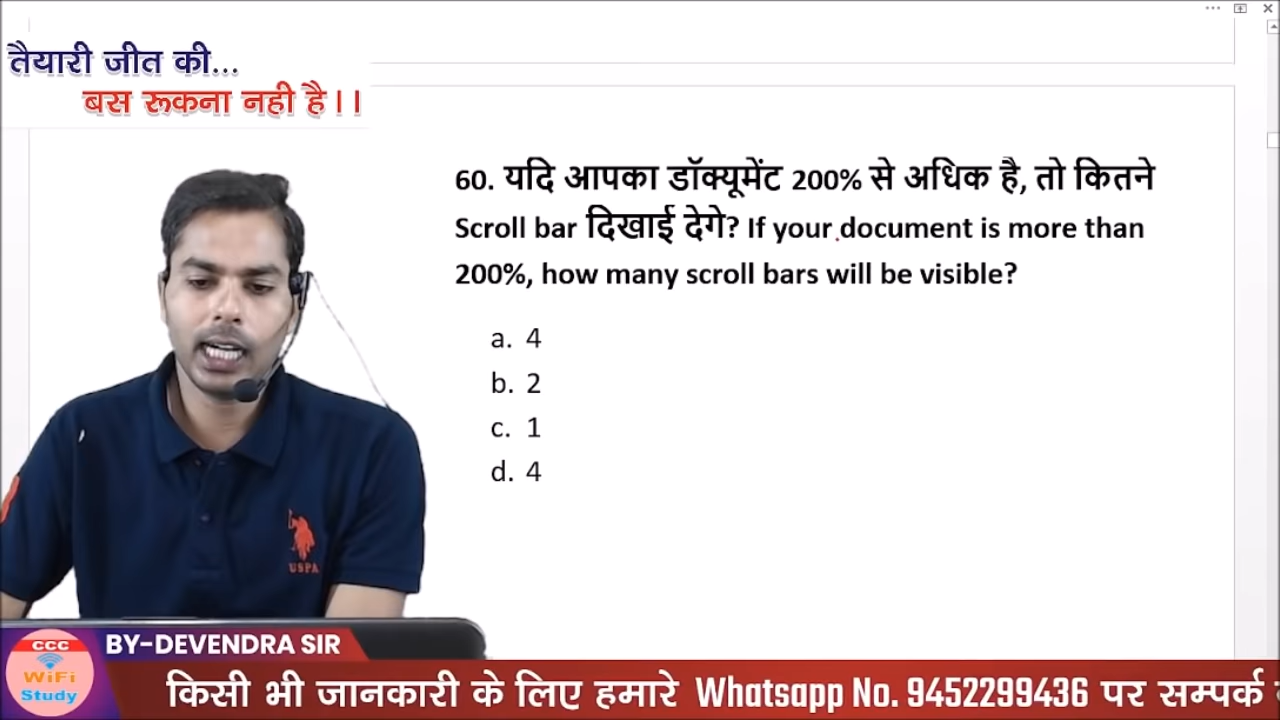 तैयारी जीत की...
बस रूकना नही है।।
60. यदि आपका डॉक्यूमेंट 200% से अधिक है, तो कितने
Scroll bar दिखाई देगे? If your document is more than
200%, how many scroll bars will be visible?
a. 4
b. 2
c. 1
d. 4
USPA
CCC
WiFi
Study
BY-DEVENDRA SIR
किसी भी जानकारी के लिए हमारे Whatsapp No. 9452299436 पर सम्पर्क